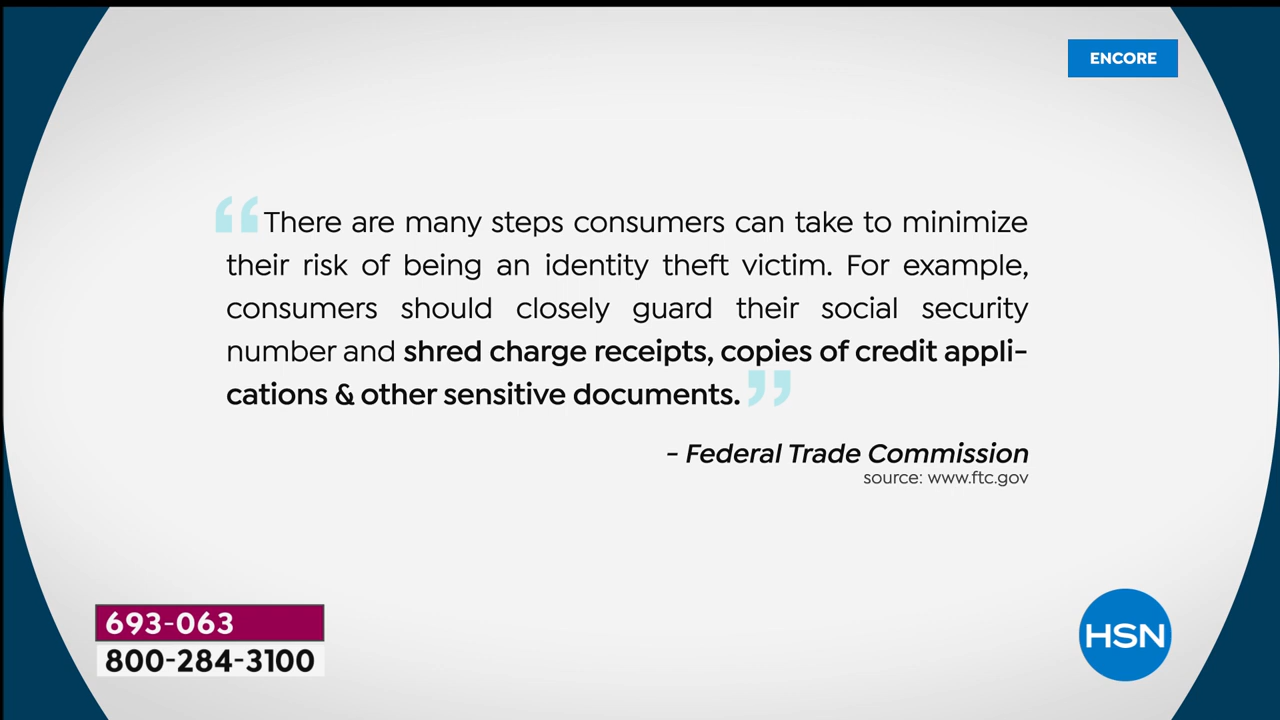 ENCORE
“There are many steps consumers can take to minimize
their risk of being an identity theft victim. For example,
consumers should closely guard their social security
number and shred charge receipts, copies of credit appli-
cations & other sensitive documents.”
- Federal Trade Commission
source: www.ftc.gov
693-063
800-284-3100
HSN